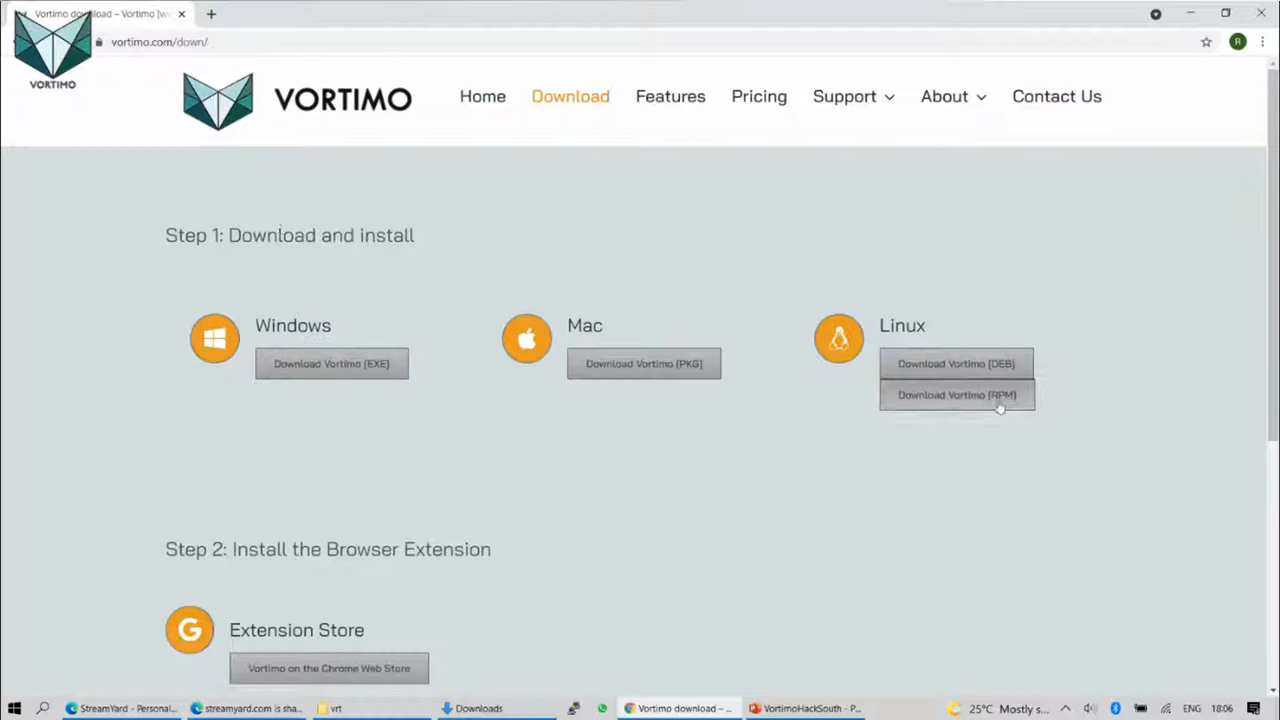 Vortimo download – Vortimo [w
vortimo.com/down/
R
VORTIMO
VORTIMO
Home Download Features Pricing Support About Contact Us
Step 1: Download and install
Windows
Download Vortimo [EXE]
Mac
Download Vortimo [PKG]
Linux
Download Vortimo [DEB]
Download Vortimo [RPM]
Step 2: Install the Browser Extension
G
Extension Store
Vortimo on the Chrome Web Store
StreamYard - Personal... streamyard.com is sha... vrt Downloads Vortimo download – ... VortimoHackSouth - P... 25°C Mostly s... ENG 18:06